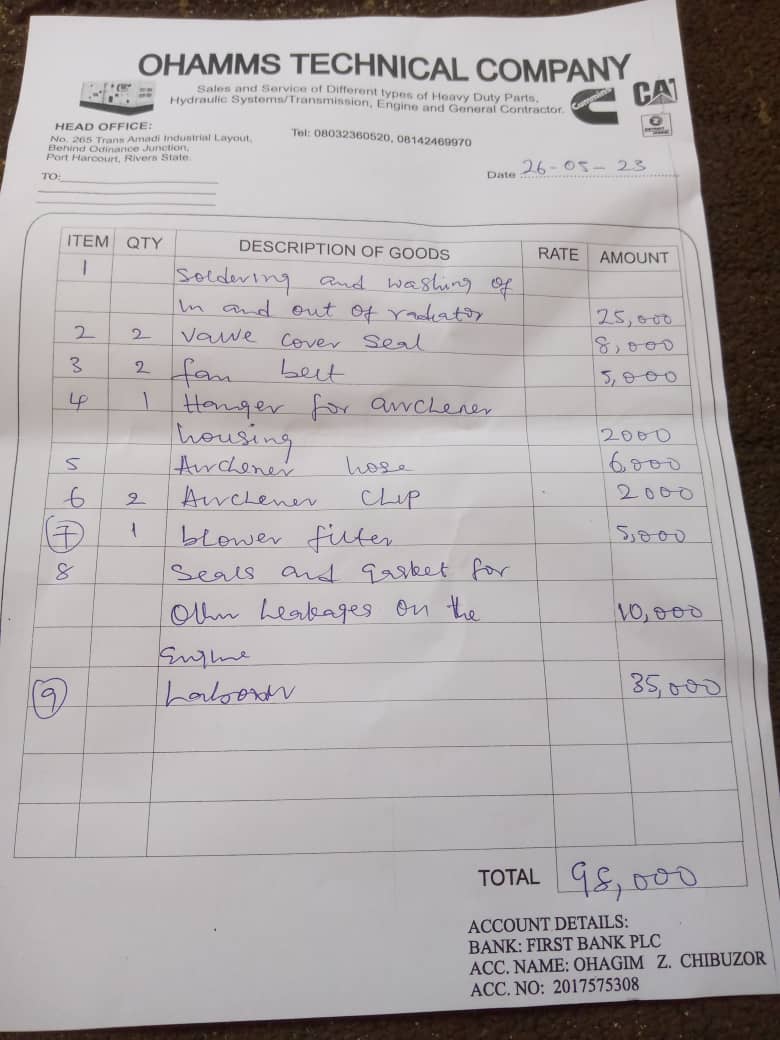 OHAMMS TECHNICAL COMPANY
Sales and Service of Different types of Heavy Duty Parts,
Hydraulic Systems/Transmission, Engine and General Contractor.
Cummins
CAT
HEAD OFFICE:
No. 265 Trans Amadi Industrial Layout,
Behind Odinance Junction,
Port Harcourt, Rivers State.
Tel: 08032360520, 08142469970
Date 26-05-23
TO:
ITEM QTY DESCRIPTION OF GOODS RATE AMOUNT
1 Soldering and washing of
In and out of radiator 25,000
2 2 Valve cover seal 8,000
3 2 fan belt 5,000
4 1 Hanger for airclener
housing 2000
5 Airclener hose 6,000
6 2 Airclener CLIP 2000
7 1 blower filter 5,000
8 Seals and gasket for
Other Leakages on the 10,000
Engine
9 35,000
TOTAL 98,000
ACCOUNT DETAILS:
BANK: FIRST BANK PLC
ACC. NAME: OHAGIM Z. CHIBUZOR
ACC. NO: 2017575308